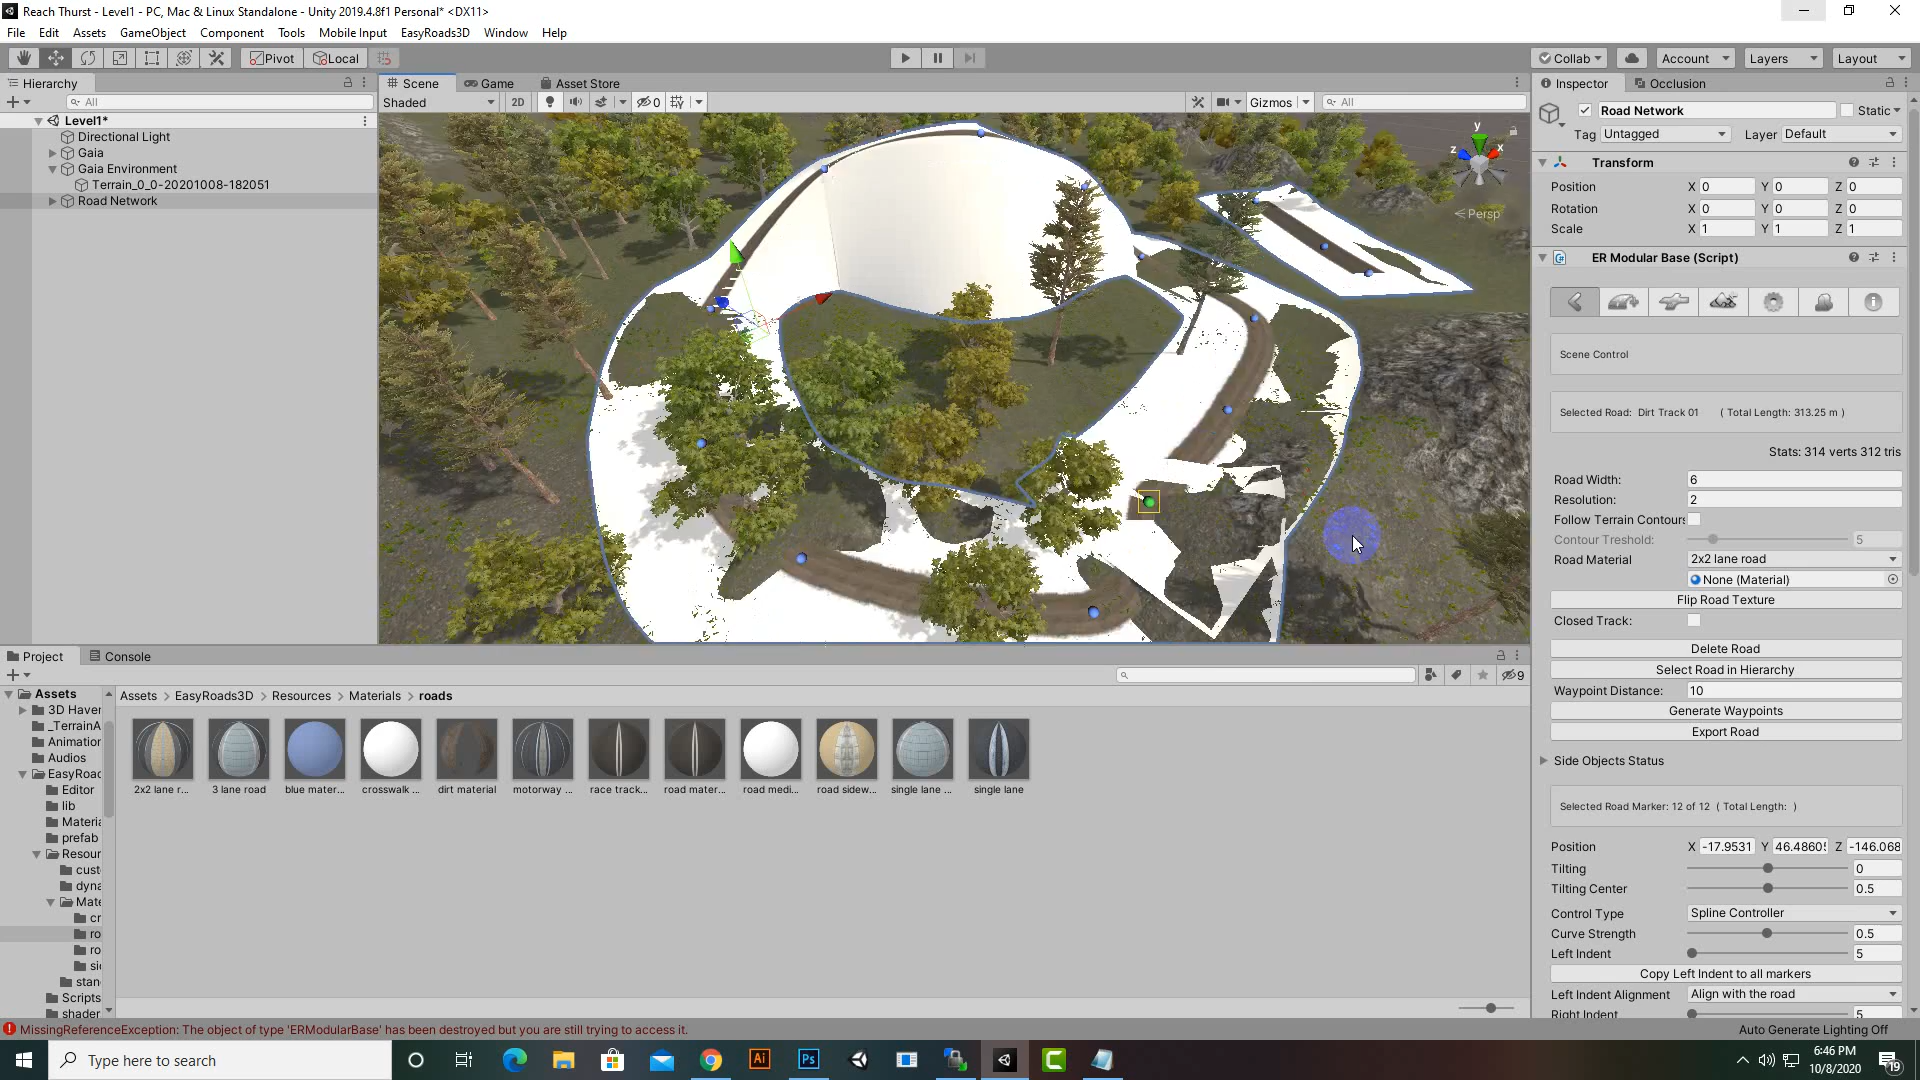 Reach Thurst - Level1 - PC, Mac & Linux Standalone - Unity 2019.4.8f1 Personal* <DX11>
File Edit Assets GameObject Component Tools Mobile Input EasyRoads3D Window Help
Pivot Local Collab Account Layers Layout
Hierarchy Scene Game Asset Store Inspector Occlusion
All
Shaded 2D 0 Gizmos All
Level1*
Directional Light
Gaia
Gaia Environment
Terrain_0_0-20201008-182051
Road Network
y
z x
Persp
Road Network Static
Tag Untagged Layer Default
Transform
Position X 0 Y 0 Z 0
Rotation X 0 Y 0 Z 0
Scale X 1 Y 1 Z 1
ER Modular Base (Script)
Scene Control
Selected Road: Dirt Track 01 ( Total Length: 313.25 m )
Stats: 314 verts 312 tris
Road Width: 6
Resolution: 2
Follow Terrain Contours
Contour Treshold: 5
Road Material 2x2 lane road
None (Material)
Flip Road Texture
Closed Track:
Delete Road
Select Road in Hierarchy
Waypoint Distance: 10
Generate Waypoints
Export Road
Side Objects Status
Selected Road Marker: 12 of 12 ( Total Length: )
Position X -17.9531 Y 46.4860 Z -146.068
Tilting 0
Tilting Center 0.5
Control Type Spline Controller
Curve Strength 0.5
Left Indent 5
Copy Left Indent to all markers
Left Indent Alignment Align with the road
Right Indent 5
Project Console
9
Assets
3D Haver
_TerrainA
Animation
Audios
EasyRoa
Editor
lib
Materia
prefab
Resour
cust
dyna
Mate
cr
ro
ro
si
stan
Scripts
shader
Assets > EasyRoads3D > Resources > Materials > roads
2x2 lane r... 3 lane road blue mater... crosswalk ... dirt material motorway ... race track... road mater... road medi... road sidew... single lane ... single lane
MissingReferenceException: The object of type 'ERModularBase' has been destroyed but you are still trying to access it.
Auto Generate Lighting Off
Type here to search
Ai Ps
6:46 PM
10/8/2020
19